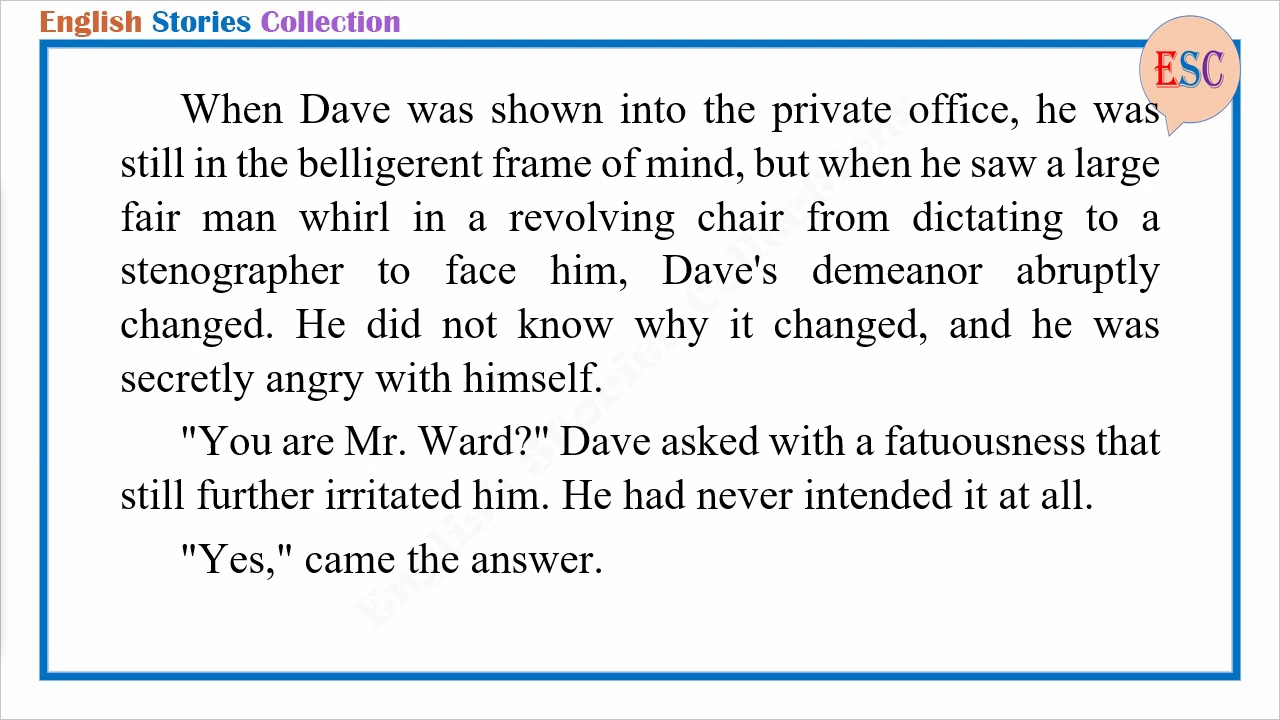 English Stories Collection
ESC
When Dave was shown into the private office, he was
still in the belligerent frame of mind, but when he saw a large
fair man whirl in a revolving chair from dictating to a
stenographer to face him, Dave's demeanor abruptly
changed. He did not know why it changed, and he was
secretly angry with himself.
"You are Mr. Ward?" Dave asked with a fatuousness that
still further irritated him. He had never intended it at all.
"Yes," came the answer.
English Stories Collection